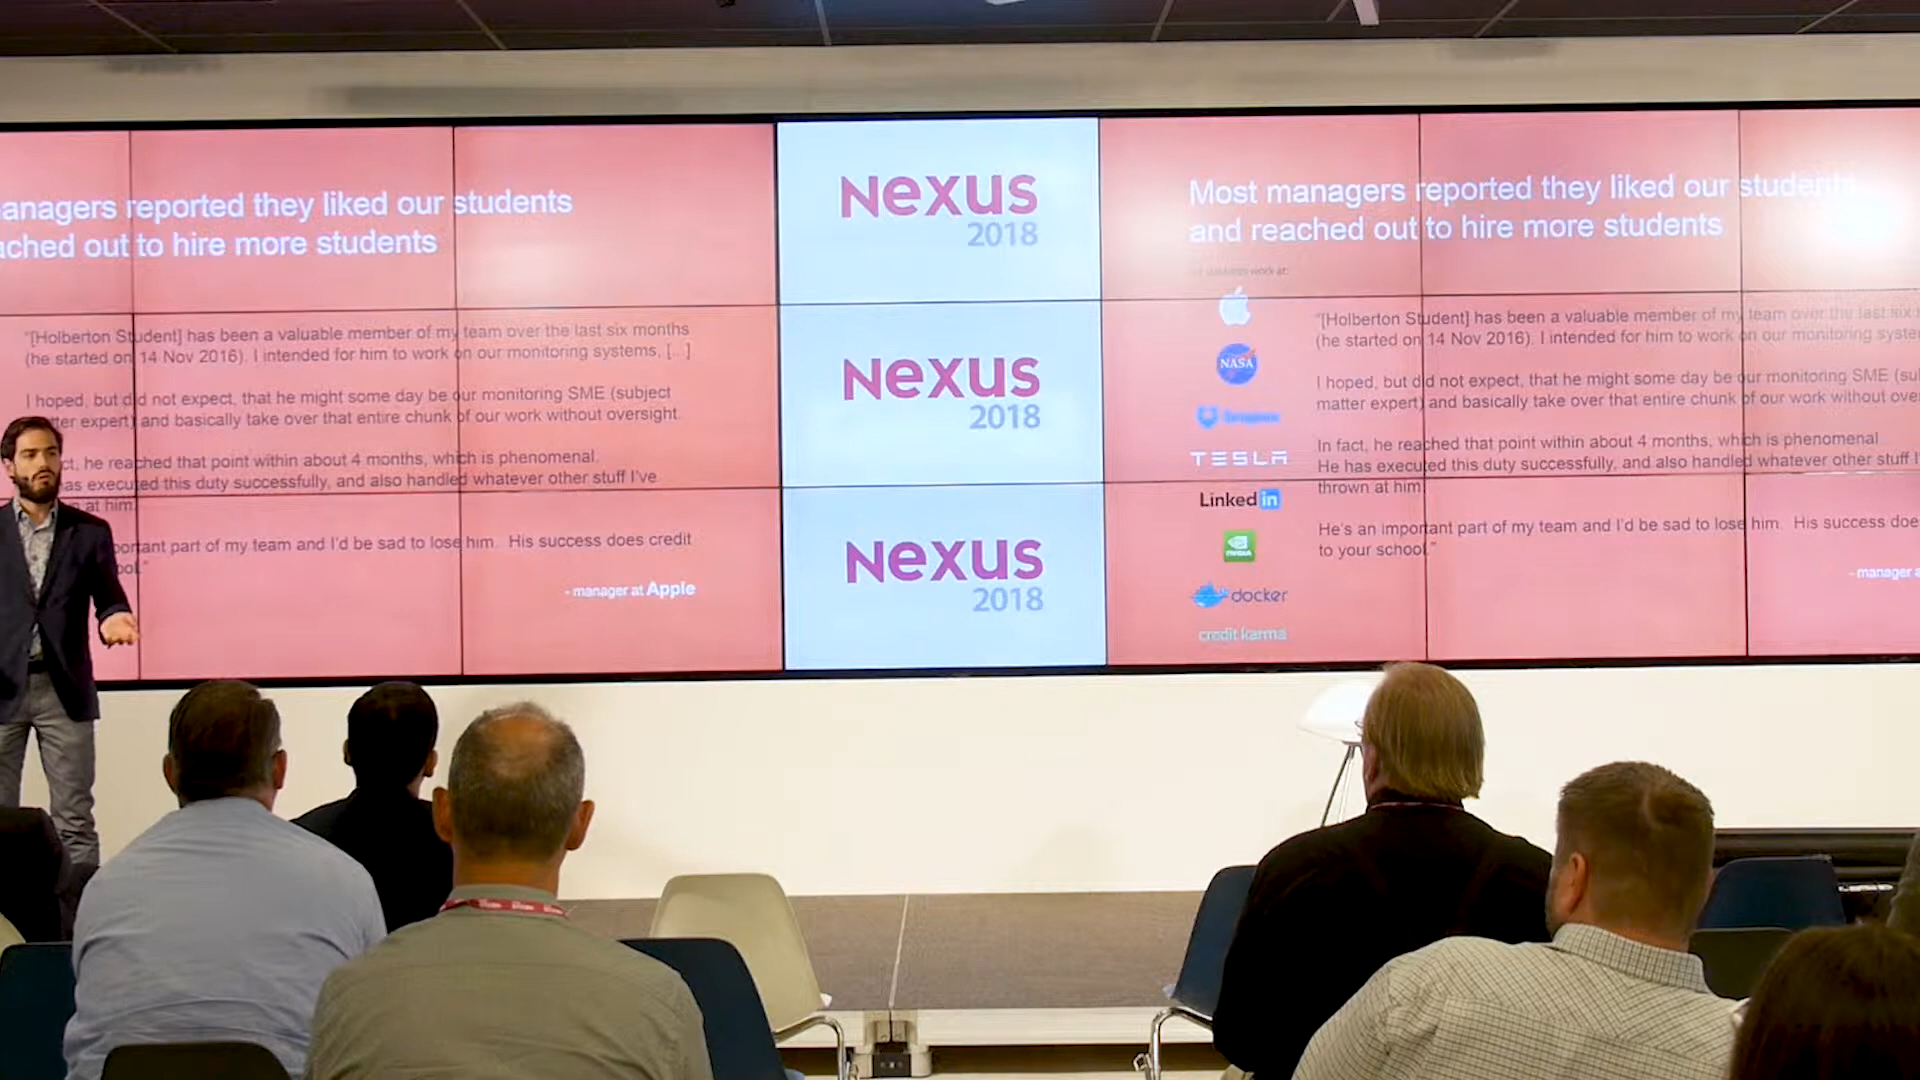 anagers reported they liked our students
ached out to hire more students
"[Holberton Student] has been a valuable member of my team over the last six months
(he started on 14 Nov 2016). I intended for him to work on our monitoring systems, [...]
I hoped, but did not expect, that he might some day be our monitoring SME (subject
tter expert) and basically take over that entire chunk of our work without oversight.
ct, he reached that point within about 4 months, which is phenomenal.
as executed this duty successfully, and also handled whatever other stuff I've
n at him.
portant part of my team and I'd be sad to lose him. His success does credit
ool."
- manager at Apple
Nexus
2018
Nexus
2018
Nexus
2018
Most managers reported they liked our students
and reached out to hire more students
students work at:
NASA
Dropbox
TESLA
LinkedIn
NVIDIA
docker
credit karma
"[Holberton Student] has been a valuable member of my team over the last six
(he started on 14 Nov 2016). I intended for him to work on our monitoring syste
I hoped, but did not expect, that he might some day be our monitoring SME (su
matter expert) and basically take over that entire chunk of our work without ove
In fact, he reached that point within about 4 months, which is phenomenal.
He has executed this duty successfully, and also handled whatever other stuff I'
thrown at him.
He's an important part of my team and I'd be sad to lose him. His success doe
to your school."
- manager a